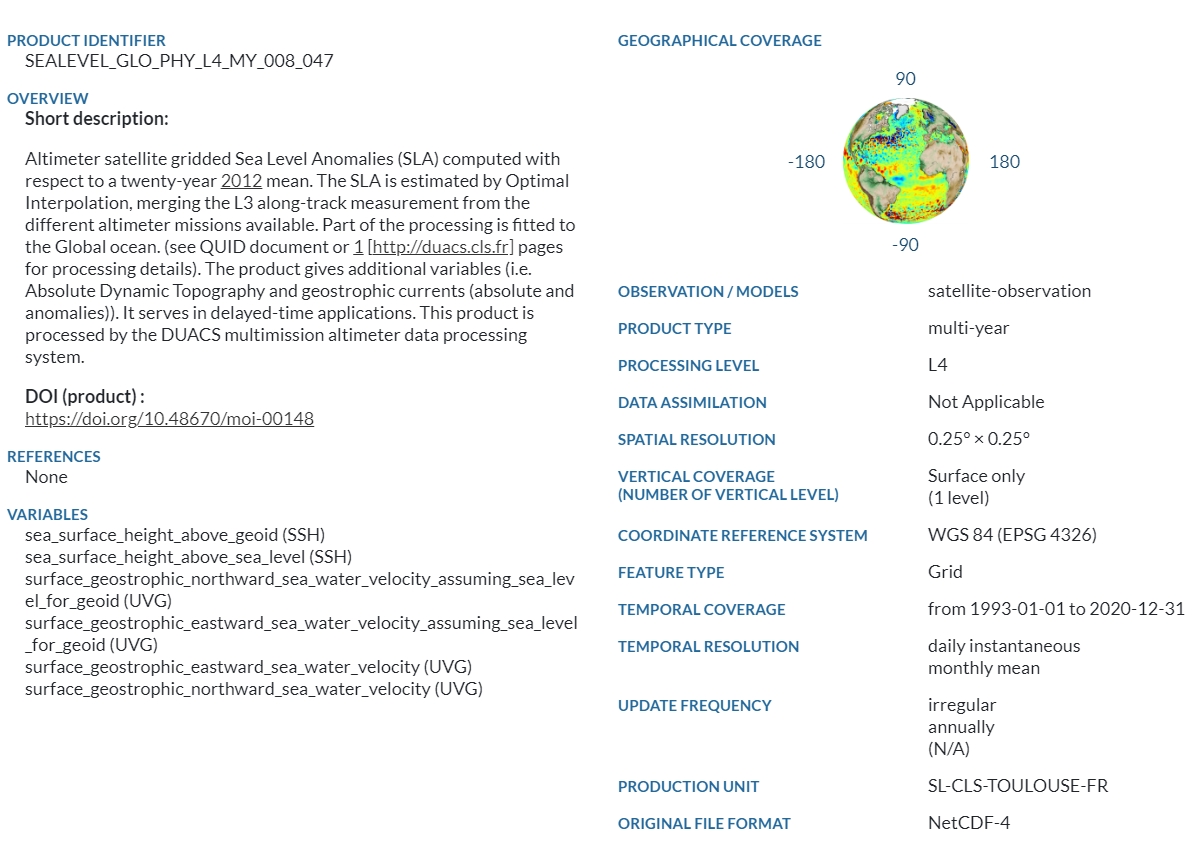 PRODUCT IDENTIFIER
SEALEVEL_GLO_PHY_L4_MY_008_047
OVERVIEW
Short description:
Altimeter satellite gridded Sea Level Anomalies (SLA) computed with
respect to a twenty-year 2012 mean. The SLA is estimated by Optimal
Interpolation, merging the L3 along-track measurement from the
different altimeter missions available. Part of the processing is fitted to
the Global ocean. (see QUID document or 1 [http://duacs.cls.fr] pages
for processing details). The product gives additional variables (i.e.
Absolute Dynamic Topography and geostrophic currents (absolute and
anomalies)). It serves in delayed-time applications. This product is
processed by the DUACS multimission altimeter data processing
system.
DOI (product) :
https://doi.org/10.48670/moi-00148
REFERENCES
None
VARIABLES
sea_surface_height_above_geoid (SSH)
sea_surface_height_above_sea_level (SSH)
surface_geostrophic_northward_sea_water_velocity_assuming_sea_lev
el_for_geoid (UVG)
surface_geostrophic_eastward_sea_water_velocity_assuming_sea_level
_for_geoid (UVG)
surface_geostrophic_eastward_sea_water_velocity (UVG)
surface_geostrophic_northward_sea_water_velocity (UVG)
GEOGRAPHICAL COVERAGE
90
-180
180
-90
OBSERVATION / MODELS
satellite-observation
PRODUCT TYPE
multi-year
PROCESSING LEVEL
L4
DATA ASSIMILATION
Not Applicable
SPATIAL RESOLUTION
0.25° × 0.25°
VERTICAL COVERAGE
(NUMBER OF VERTICAL LEVEL)
Surface only
(1 level)
COORDINATE REFERENCE SYSTEM
WGS 84 (EPSG 4326)
FEATURE TYPE
Grid
TEMPORAL COVERAGE
from 1993-01-01 to 2020-12-31
TEMPORAL RESOLUTION
daily instantaneous
monthly mean
UPDATE FREQUENCY
irregular
annually
(N/A)
PRODUCTION UNIT
SL-CLS-TOULOUSE-FR
ORIGINAL FILE FORMAT
NetCDF-4